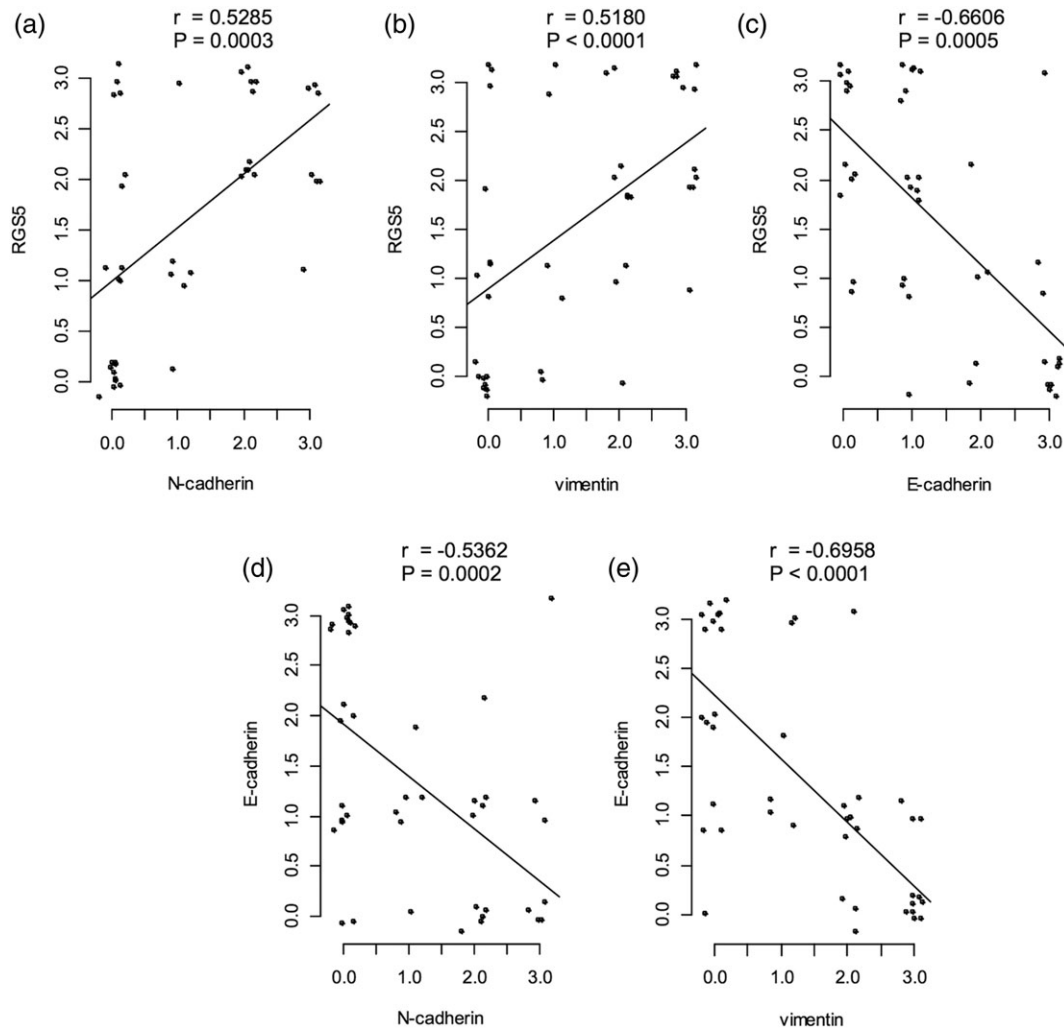 (a)
r = 0.5285
P = 0.0003
RGS5
3.0
2.5
2.0
1.5
1.0
0.5
0.0
0.0 1.0 2.0 3.0
N-cadherin
(b)
r = 0.5180
P < 0.0001
RGS5
3.0
2.5
2.0
1.5
1.0
0.5
0.0
0.0 1.0 2.0 3.0
vimentin
(c)
r = -0.6606
P = 0.0005
RGS5
3.0
2.5
2.0
1.5
1.0
0.5
0.0
0.0 1.0 2.0 3.0
E-cadherin
(d)
r = -0.5362
P = 0.0002
E-cadherin
3.0
2.5
2.0
1.5
1.0
0.5
0.0
0.0 1.0 2.0 3.0
N-cadherin
(e)
r = -0.6958
P < 0.0001
E-cadherin
3.0
2.5
2.0
1.5
1.0
0.5
0.0
0.0 1.0 2.0 3.0
vimentin